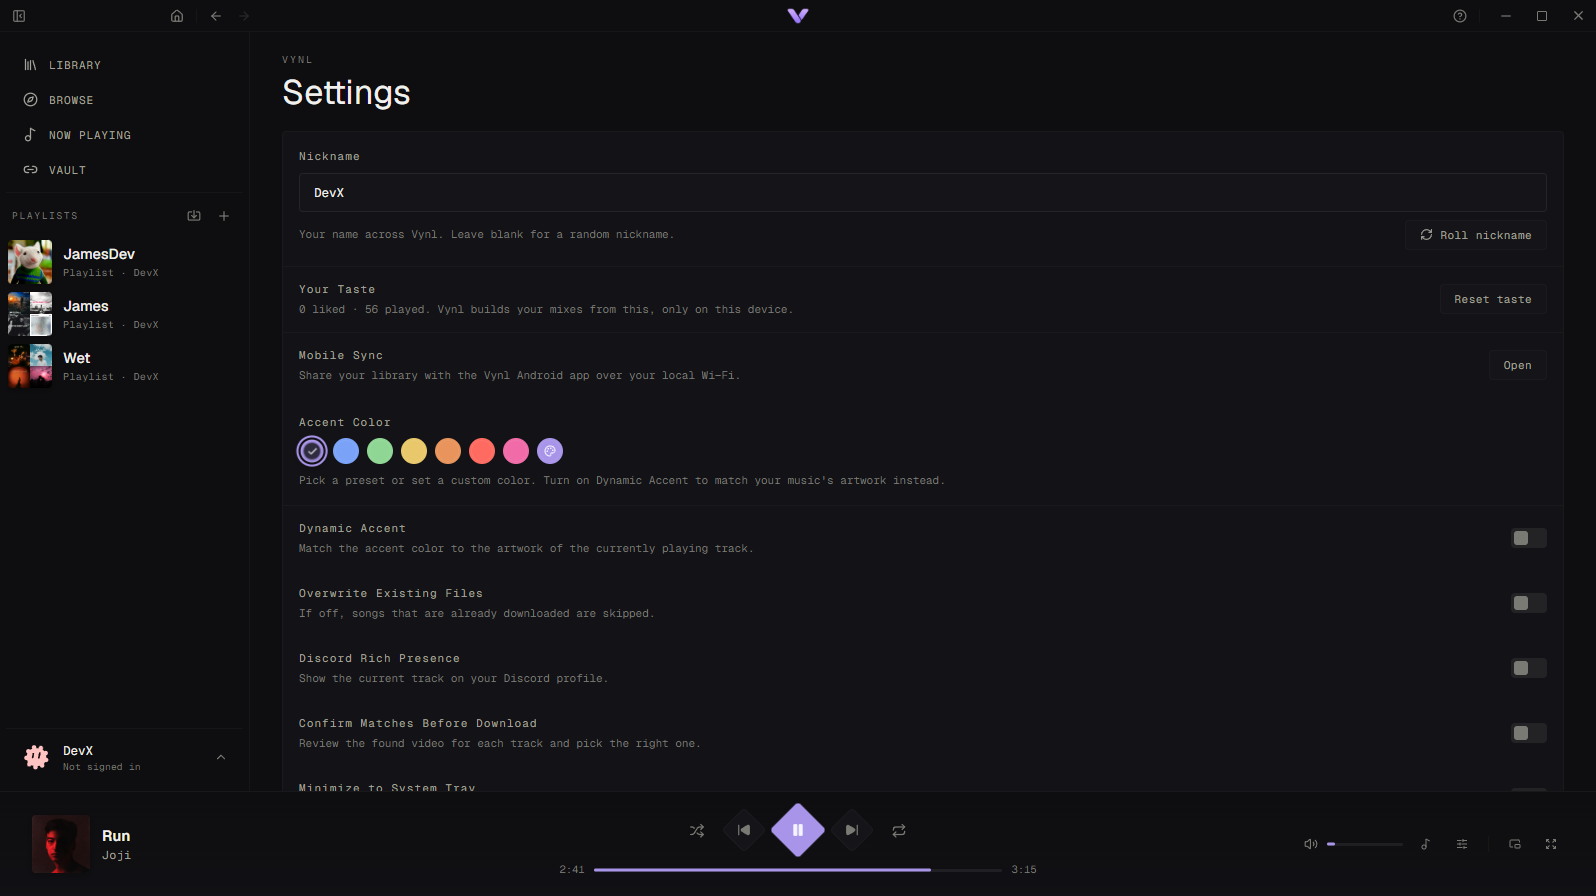 LIBRARY
BROWSE
NOW PLAYING
VAULT
PLAYLISTS
JamesDev
Playlist · DevX
James
Playlist · DevX
Wet
Playlist · DevX
DevX
Not signed in
VYNL
Settings
Nickname
DevX
Your name across Vynl. Leave blank for a random nickname.
Roll nickname
Your Taste
0 liked · 56 played. Vynl builds your mixes from this, only on this device.
Reset taste
Mobile Sync
Share your library with the Vynl Android app over your local Wi-Fi.
Open
Accent Color
Pick a preset or set a custom color. Turn on Dynamic Accent to match your music's artwork instead.
Dynamic Accent
Match the accent color to the artwork of the currently playing track.
Overwrite Existing Files
If off, songs that are already downloaded are skipped.
Discord Rich Presence
Show the current track on your Discord profile.
Confirm Matches Before Download
Review the found video for each track and pick the right one.
Minimize to System Tray
Run
Joji
2:41
3:15